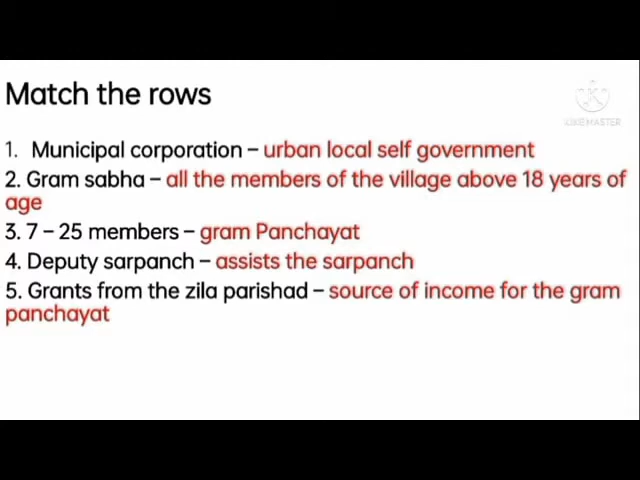 Match the rows
KINEMASTER
1. Municipal corporation – urban local self government
2. Gram sabha – all the members of the village above 18 years of
age
3. 7 – 25 members – gram Panchayat
4. Deputy sarpanch – assists the sarpanch
5. Grants from the zila parishad – source of income for the gram
panchayat